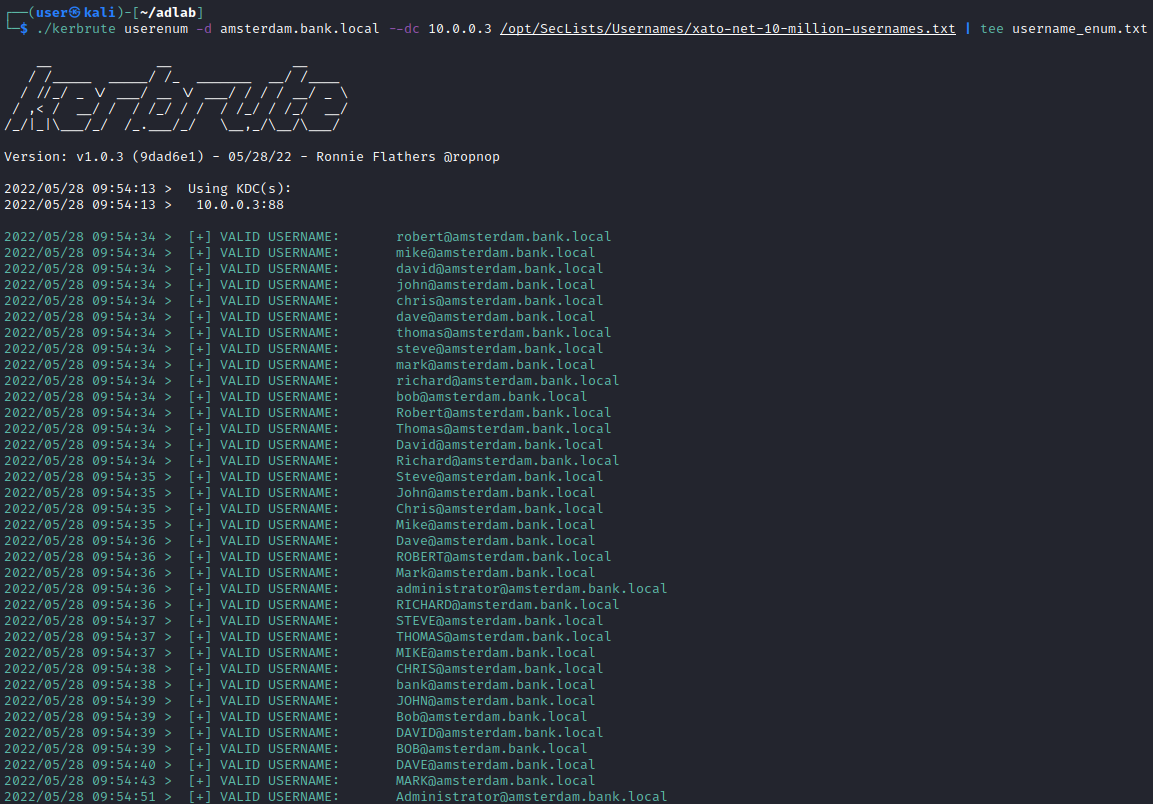 ┌──(user㉿kali)-[~/adlab]
└─$ ./kerbrute userenum -d amsterdam.bank.local --dc 10.0.0.3 /opt/SecLists/Usernames/xato-net-10-million-usernames.txt | tee username_enum.txt
    __             __               __
   / /_____  _____/ /_  _______  __/ /____
  / //_/ _ \/ ___/ __ \/ ___/ / / / __/ _ \
 / ,< /  __/ /  / /_/ / /  / /_/ / /_/  __/
/_/|_|\___/_/  /_.___/_/   \__,_/\__/\___/
Version: v1.0.3 (9dad6e1) - 05/28/22 - Ronnie Flathers @ropnop
2022/05/28 09:54:13 >  Using KDC(s):
2022/05/28 09:54:13 >   10.0.0.3:88
2022/05/28 09:54:34 >  [+] VALID USERNAME:       robert@amsterdam.bank.local
2022/05/28 09:54:34 >  [+] VALID USERNAME:       mike@amsterdam.bank.local
2022/05/28 09:54:34 >  [+] VALID USERNAME:       david@amsterdam.bank.local
2022/05/28 09:54:34 >  [+] VALID USERNAME:       john@amsterdam.bank.local
2022/05/28 09:54:34 >  [+] VALID USERNAME:       chris@amsterdam.bank.local
2022/05/28 09:54:34 >  [+] VALID USERNAME:       dave@amsterdam.bank.local
2022/05/28 09:54:34 >  [+] VALID USERNAME:       thomas@amsterdam.bank.local
2022/05/28 09:54:34 >  [+] VALID USERNAME:       steve@amsterdam.bank.local
2022/05/28 09:54:34 >  [+] VALID USERNAME:       mark@amsterdam.bank.local
2022/05/28 09:54:34 >  [+] VALID USERNAME:       richard@amsterdam.bank.local
2022/05/28 09:54:34 >  [+] VALID USERNAME:       bob@amsterdam.bank.local
2022/05/28 09:54:34 >  [+] VALID USERNAME:       Robert@amsterdam.bank.local
2022/05/28 09:54:34 >  [+] VALID USERNAME:       Thomas@amsterdam.bank.local
2022/05/28 09:54:34 >  [+] VALID USERNAME:       David@amsterdam.bank.local
2022/05/28 09:54:34 >  [+] VALID USERNAME:       Richard@amsterdam.bank.local
2022/05/28 09:54:35 >  [+] VALID USERNAME:       Steve@amsterdam.bank.local
2022/05/28 09:54:35 >  [+] VALID USERNAME:       John@amsterdam.bank.local
2022/05/28 09:54:35 >  [+] VALID USERNAME:       Chris@amsterdam.bank.local
2022/05/28 09:54:35 >  [+] VALID USERNAME:       Mike@amsterdam.bank.local
2022/05/28 09:54:36 >  [+] VALID USERNAME:       Dave@amsterdam.bank.local
2022/05/28 09:54:36 >  [+] VALID USERNAME:       ROBERT@amsterdam.bank.local
2022/05/28 09:54:36 >  [+] VALID USERNAME:       Mark@amsterdam.bank.local
2022/05/28 09:54:36 >  [+] VALID USERNAME:       administrator@amsterdam.bank.local
2022/05/28 09:54:36 >  [+] VALID USERNAME:       RICHARD@amsterdam.bank.local
2022/05/28 09:54:37 >  [+] VALID USERNAME:       STEVE@amsterdam.bank.local
2022/05/28 09:54:37 >  [+] VALID USERNAME:       THOMAS@amsterdam.bank.local
2022/05/28 09:54:37 >  [+] VALID USERNAME:       MIKE@amsterdam.bank.local
2022/05/28 09:54:38 >  [+] VALID USERNAME:       CHRIS@amsterdam.bank.local
2022/05/28 09:54:38 >  [+] VALID USERNAME:       bank@amsterdam.bank.local
2022/05/28 09:54:39 >  [+] VALID USERNAME:       JOHN@amsterdam.bank.local
2022/05/28 09:54:39 >  [+] VALID USERNAME:       Bob@amsterdam.bank.local
2022/05/28 09:54:39 >  [+] VALID USERNAME:       DAVID@amsterdam.bank.local
2022/05/28 09:54:39 >  [+] VALID USERNAME:       BOB@amsterdam.bank.local
2022/05/28 09:54:40 >  [+] VALID USERNAME:       DAVE@amsterdam.bank.local
2022/05/28 09:54:43 >  [+] VALID USERNAME:       MARK@amsterdam.bank.local
2022/05/28 09:54:51 >  [+] VALID USERNAME:       Administrator@amsterdam.bank.local